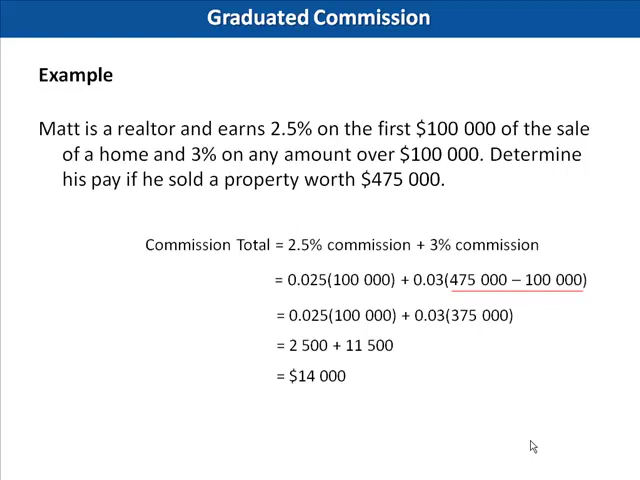 Graduated Commission
Example
Matt is a realtor and earns 2.5% on the first $100 000 of the sale
of a home and 3% on any amount over $100 000. Determine
his pay if he sold a property worth $475 000.
Commission Total = 2.5% commission + 3% commission
= 0.025(100 000) + 0.03(475 000 – 100 000)
= 0.025(100 000) + 0.03(375 000)
= 2 500 + 11 500
= $14 000